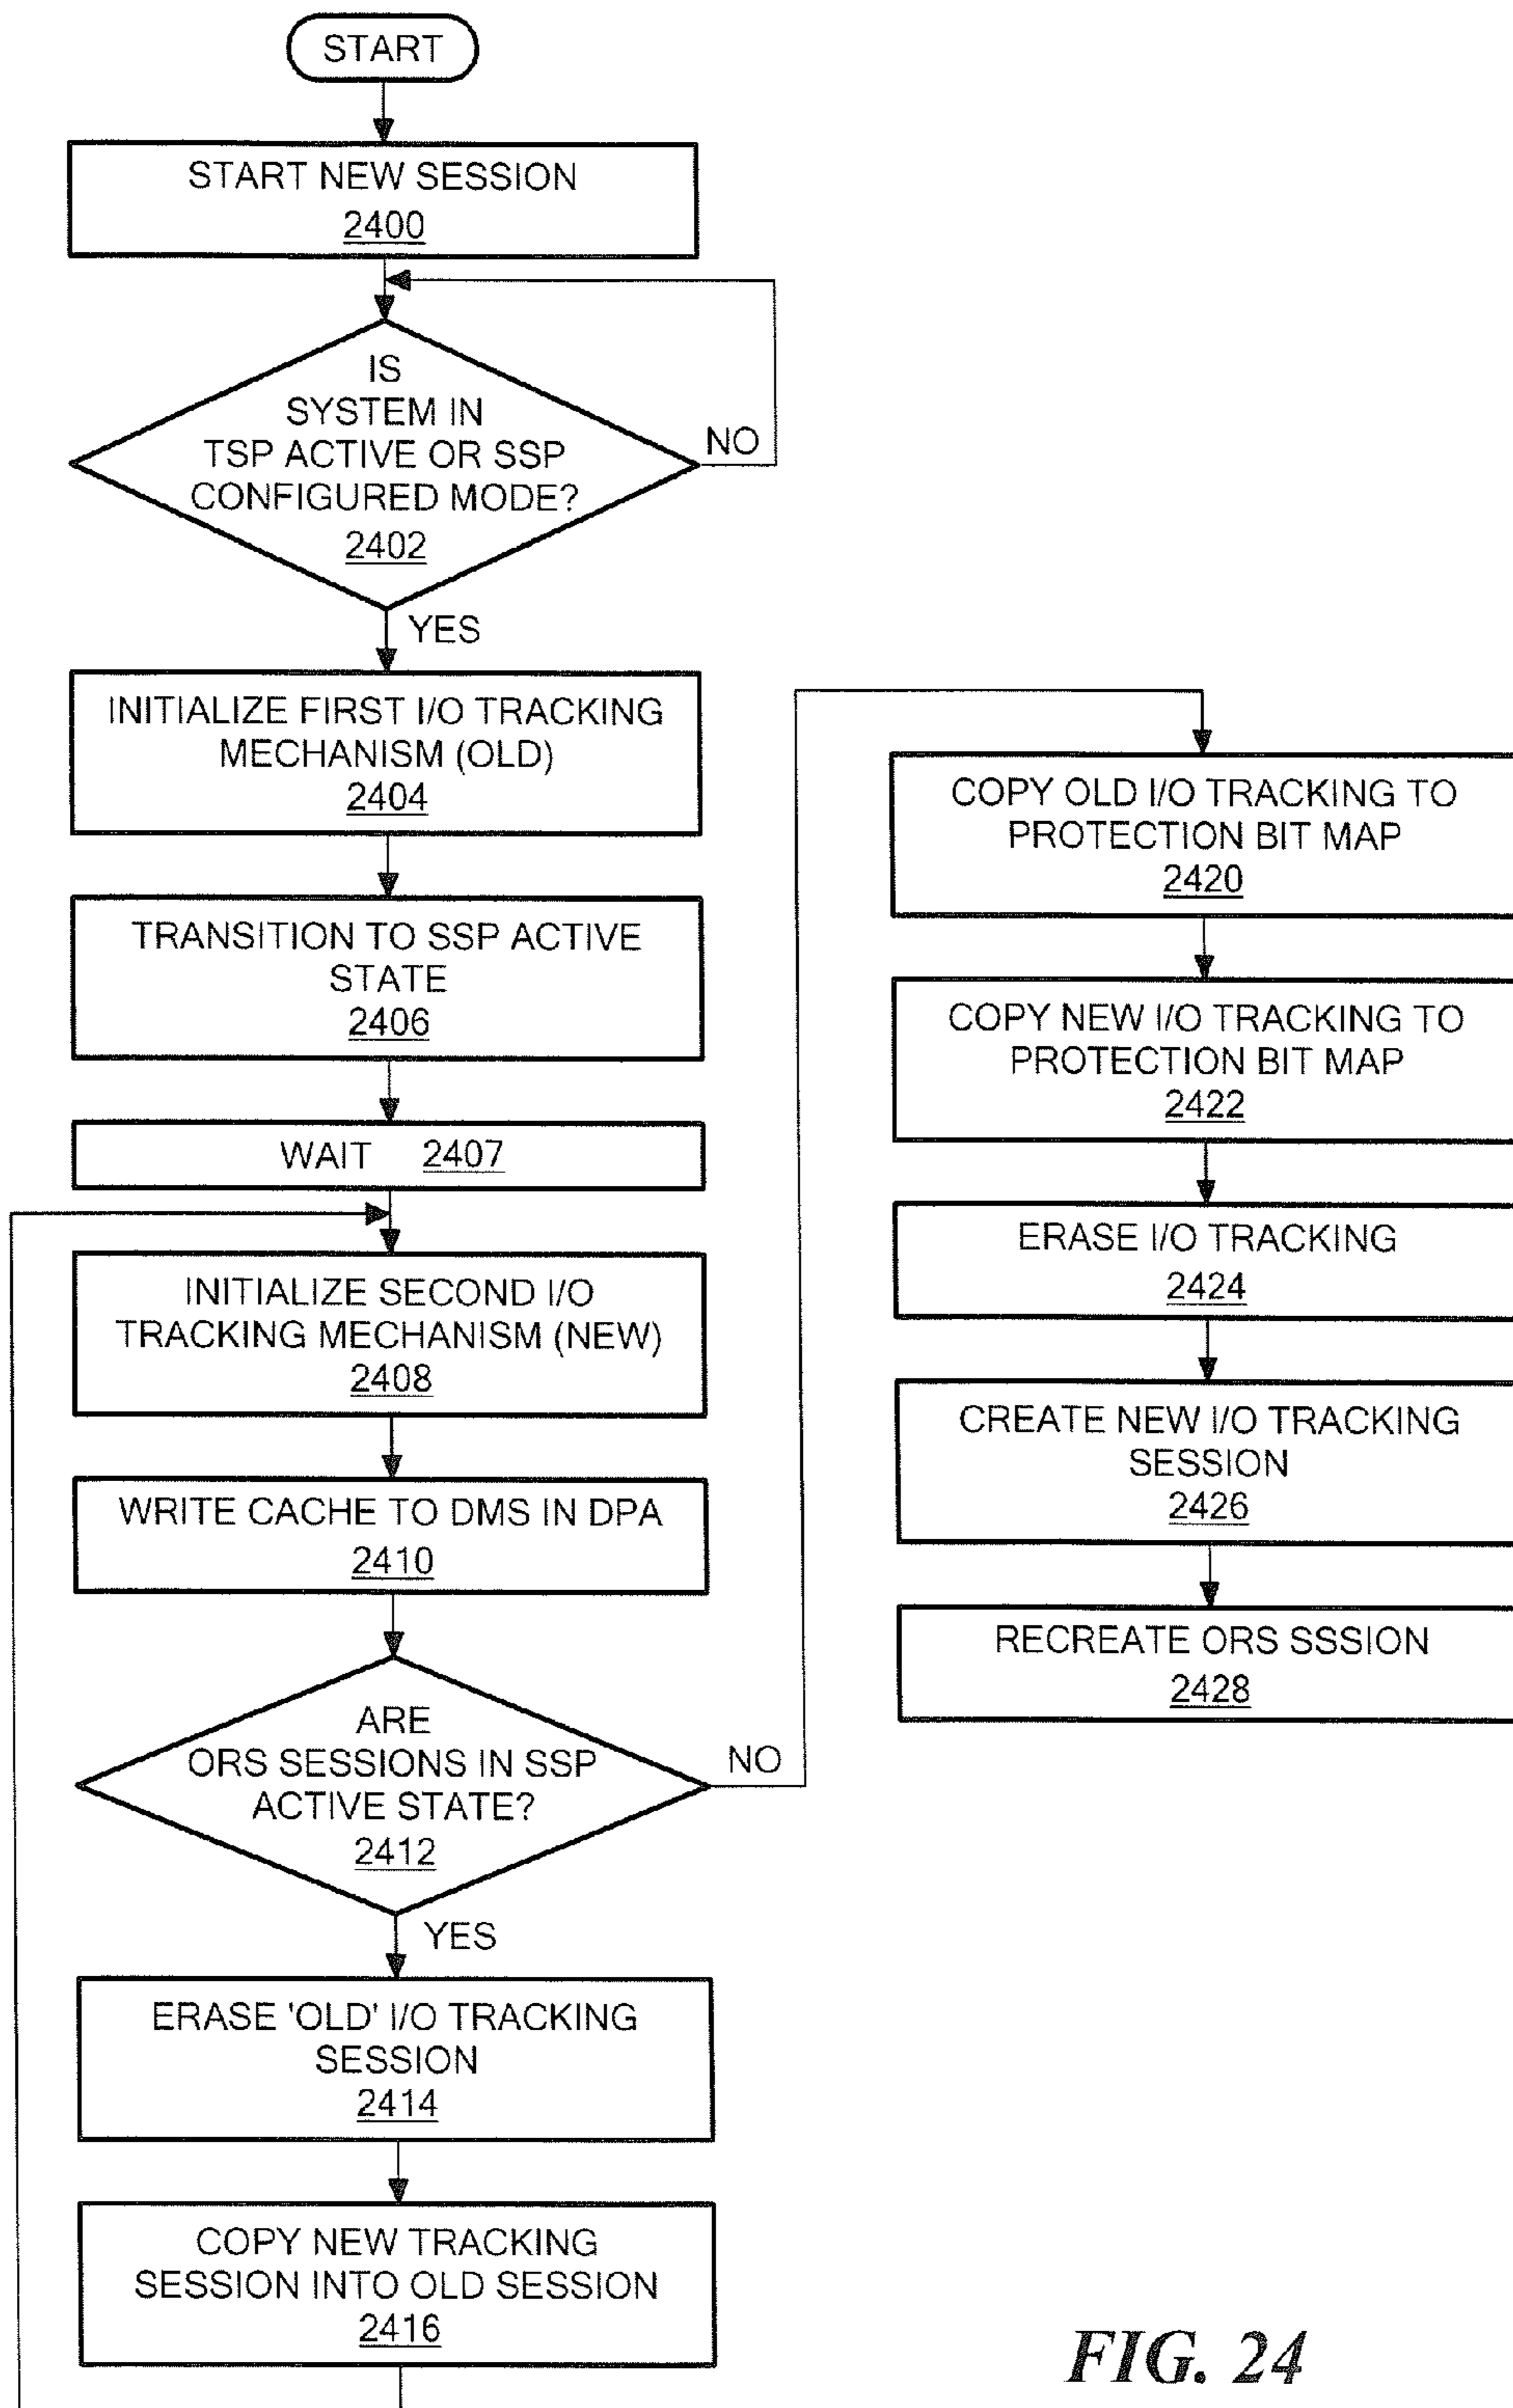 START
START NEW SESSION
2400
IS
SYSTEM IN
TSP ACTIVE OR SSP
CONFIGURED MODE?
2402
NO
YES
INITIALIZE FIRST I/O TRACKING
MECHANISM (OLD)
2404
TRANSITION TO SSP ACTIVE
STATE
2406
WAIT 2407
INITIALIZE SECOND I/O
TRACKING MECHANISM (NEW)
2408
WRITE CACHE TO DMS IN DPA
2410
ARE
ORS SESSIONS IN SSP
ACTIVE STATE?
2412
NO
YES
ERASE 'OLD' I/O TRACKING
SESSION
2414
COPY NEW TRACKING
SESSION INTO OLD SESSION
2416
COPY OLD I/O TRACKING TO
PROTECTION BIT MAP
2420
COPY NEW I/O TRACKING TO
PROTECTION BIT MAP
2422
ERASE I/O TRACKING
2424
CREATE NEW I/O TRACKING
SESSION
2426
RECREATE ORS SSSION
2428
FIG. 24